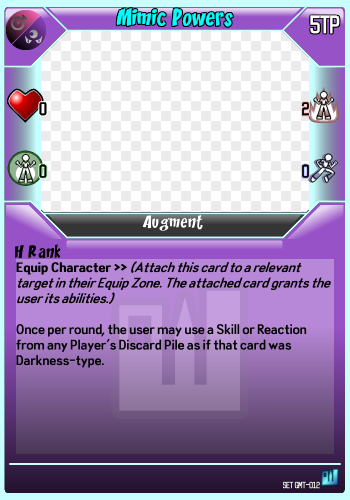 Mimic Powers
5TP
0
2
0
0
Augment
H Rank
Equip Character >> (Attach this card to a relevant
target in their Equip Zone. The attached card grants the
user its abilities.)
Once per round, the user may use a Skill or Reaction
from any Player's Discard Pile as if that card was
Darkness-type.
SET GMT-012